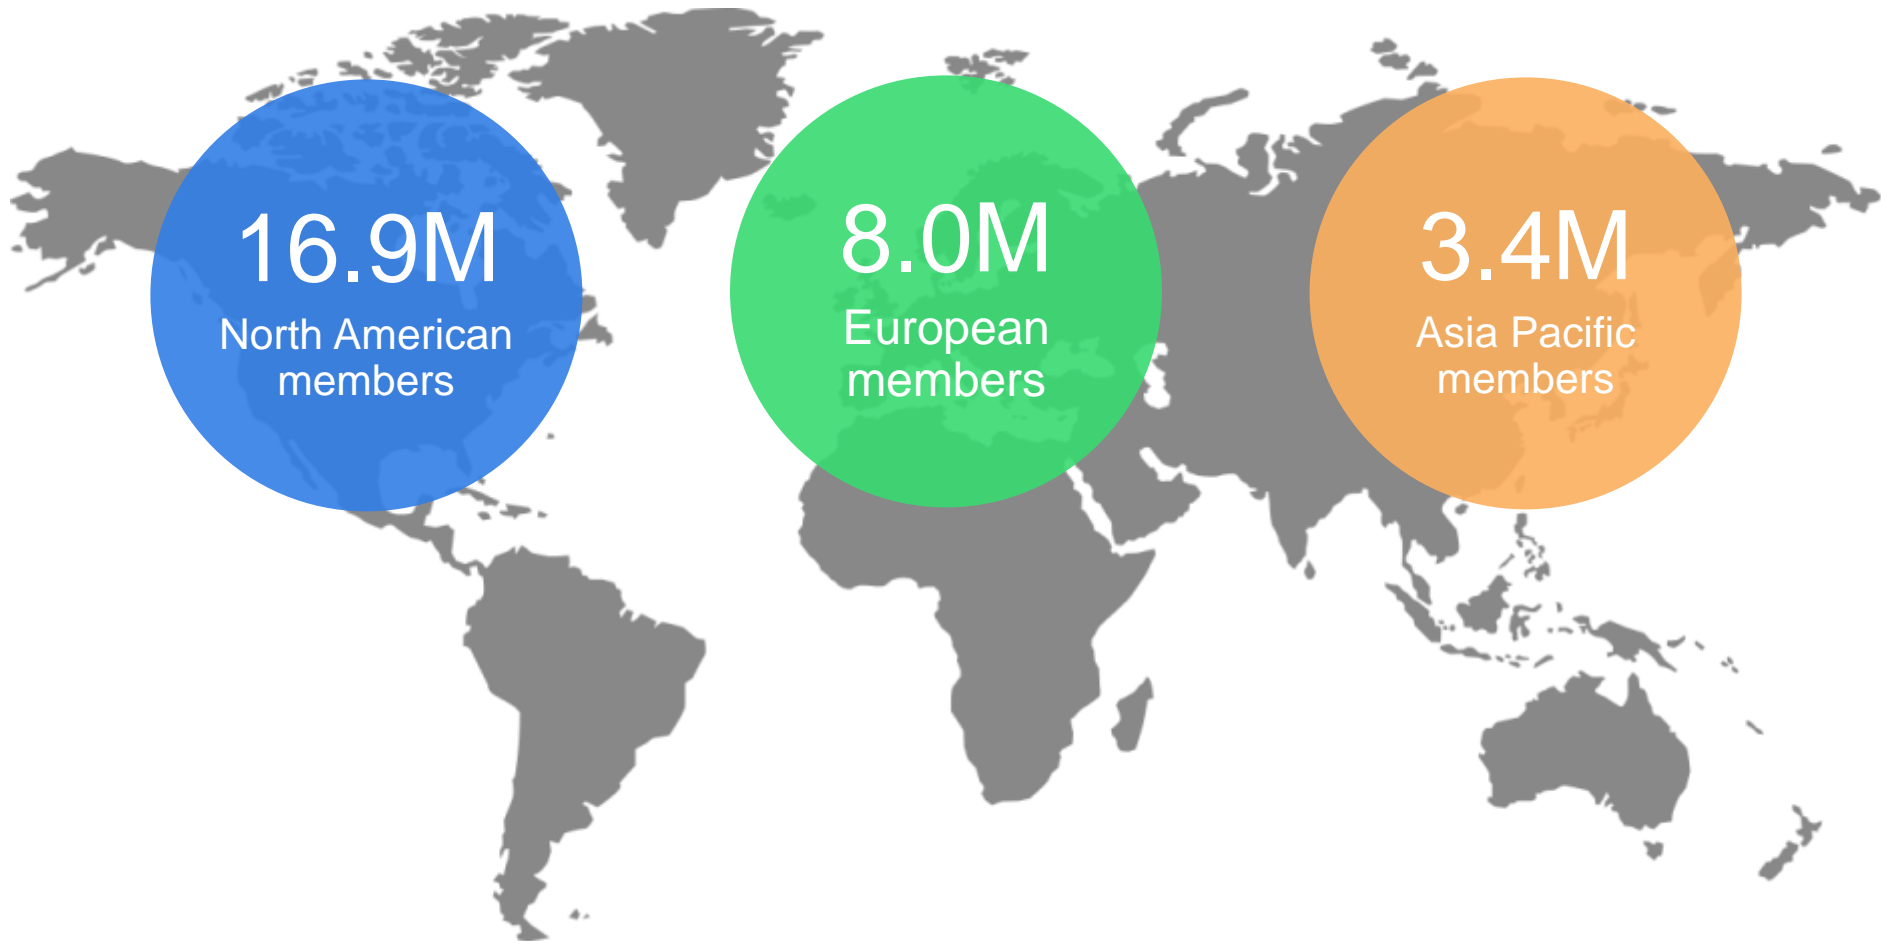 16.9M
North American
members
8.0M
European
members
3.4M
Asia Pacific
members